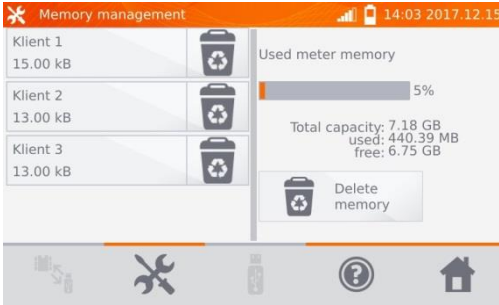 Memory management
14:03 2017.12.15
Klient 1
15.00 kB
Klient 2
13.00 kB
Klient 3
13.00 kB
Used meter memory
5%
Total capacity: 7.18 GB
used: 440.39 MB
free: 6.75 GB
Delete
memory